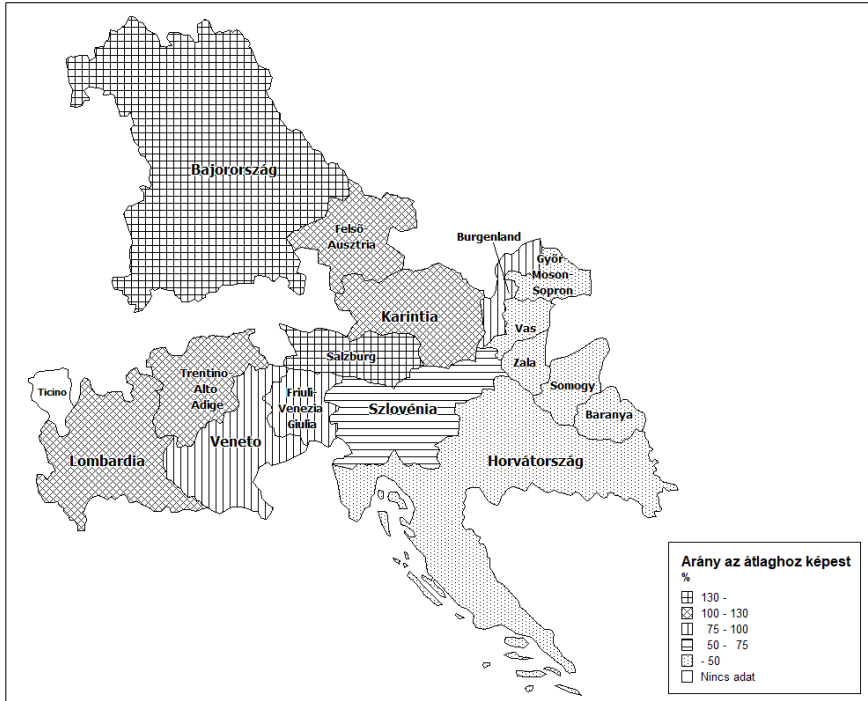 Bajorország
Felső-
Ausztria
Burgenland
Győr
Moson-
Sopron
Karintia
Vas
Salzburg
Zala
Trentino
Alto
Adige
Ticino
Friuli-
Venezia
Giulia
Somogy
Szlovénia
Baranya
Veneto
Lombardia
Horvátország
Arány az átlaghoz képest
%
130 -
100 - 130
75 - 100
50 - 75
- 50
Nincs adat